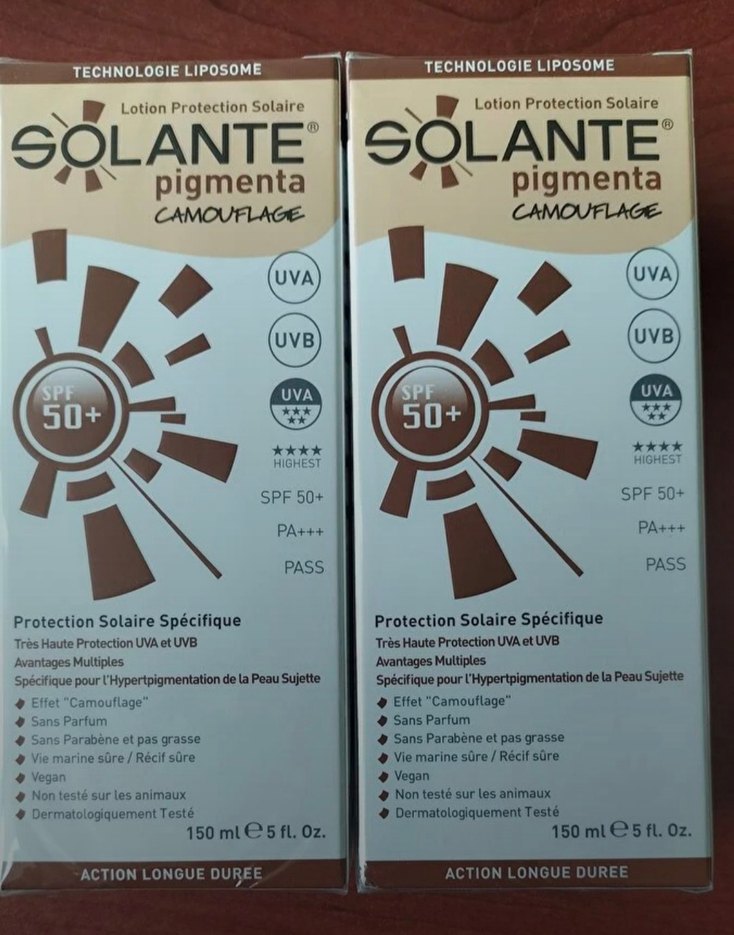 TECHNOLOGIE LIPOSOME
Lotion Protection Solaire
SOLANTE®
pigmenta
CAMOUFLAGE
UVA
UVB
UVA
SPF
50+
HIGHEST
SPF 50+
PA+++
PASS
Protection Solaire Spécifique
Très Haute Protection UVA et UVB
Avantages Multiples
Spécifique pour l'Hypertpigmentation de la Peau Sujette
Effet "Camouflage"
Sans Parfum
Sans Parabène et pas grasse
Vie marine sûre / Récif sûre
Vegan
Non testé sur les animaux
Dermatologiquement Testé
150 ml ℮ 5 fl. Oz.
ACTION LONGUE DUREE
TECHNOLOGIE LIPOSOME
Lotion Protection Solaire
SOLANTE®
pigmenta
CAMOUFLAGE
UVA
UVB
UVA
SPF
50+
HIGHEST
SPF 50+
PA+++
PASS
Protection Solaire Spécifique
Très Haute Protection UVA et UVB
Avantages Multiples
Spécifique pour l'Hypertpigmentation de la Peau Sujette
Effet "Camouflage"
Sans Parfum
Sans Parabène et pas grasse
Vie marine sûre / Récif sûre
Vegan
Non testé sur les animaux
Dermatologiquement Testé
150 ml ℮ 5 fl. Oz.
ACTION LONGUE DUREE